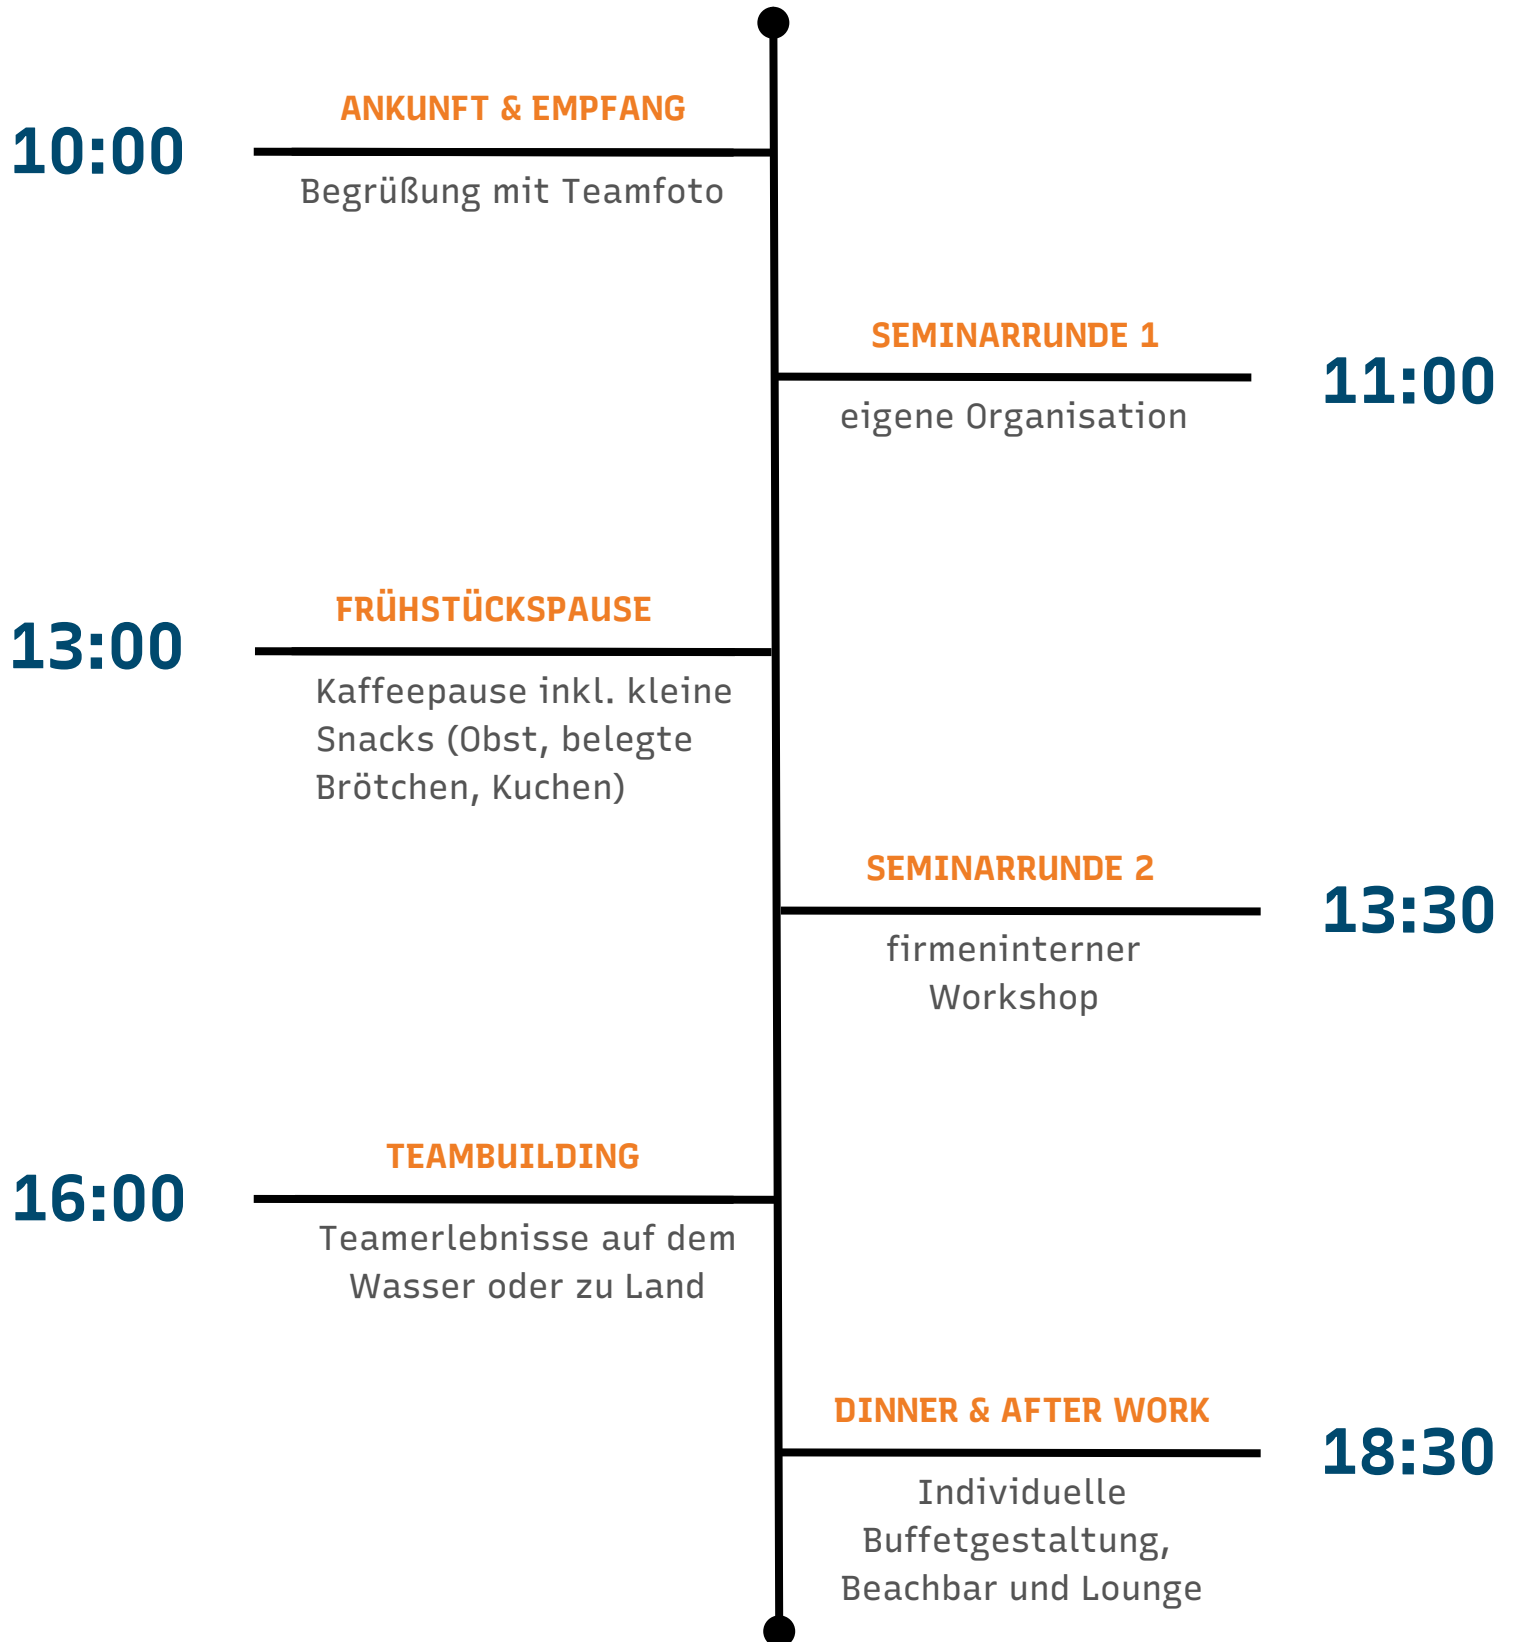 ANKUNFT & EMPFANG
10:00
Begrüßung mit Teamfoto
SEMINARRUNDE 1
11:00
eigene Organisation
FRÜHSTÜCKSPAUSE
13:00
Kaffeepause inkl. kleine
Snacks (Obst, belegte
Brötchen, Kuchen)
SEMINARRUNDE 2
13:30
firmeninterner
Workshop
TEAMBUILDING
16:00
Teamerlebnisse auf dem
Wasser oder zu Land
DINNER & AFTER WORK
18:30
Individuelle
Buffetgestaltung,
Beachbar und Lounge